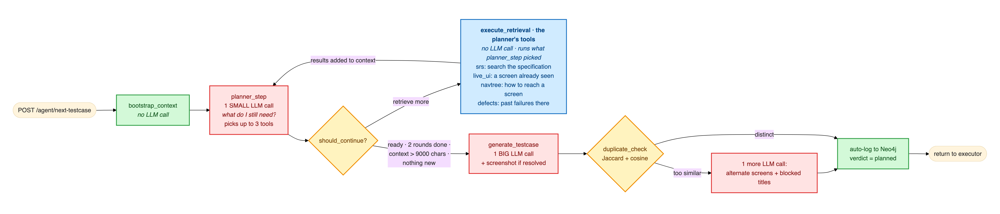 POST /agent/next-testcase
bootstrap_context
no LLM call
planner_step
1 SMALL LLM call
what do I still need?
picks up to 3 tools
should_continue?
results added to context
retrieve more
execute_retrieval · the
planner's tools
no LLM call · runs what
planner_step picked
srs: search the specification
live_ui: a screen already seen
navtree: how to reach a
screen
defects: past failures there
ready · 2 rounds done ·
context > 9000 chars ·
nothing new
generate_testcase
1 BIG LLM call
+ screenshot if resolved
duplicate_check
Jaccard + cosine
distinct
too similar
1 more LLM call:
alternate screens + blocked
titles
auto-log to Neo4j
verdict = planned
return to executor